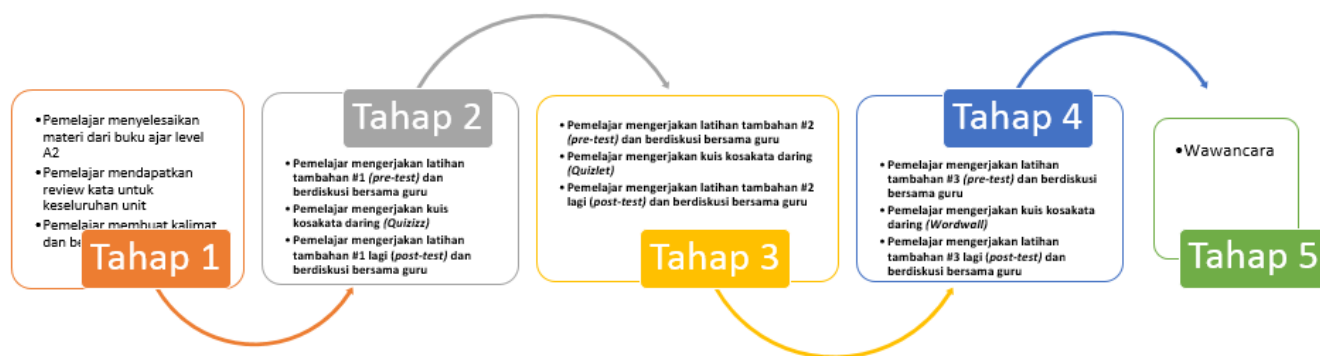 •Pemelajar menyelesaikan
materi dari buku ajar level
A2
•Pemelajar mendapatkan
review kata untuk
keseluruhan unit
•Pemelajar membuat kalimat
dan
Tahap 1
Tahap 2
•Pemelajar mengerjakan latihan
tambahan #1 (pre-test) dan
berdiskusi bersama guru
•Pemelajar mengerjakan kuis
kosakata daring (Quizizz)
•Pemelajar mengerjakan latihan
tambahan #1 lagi (post-test) dan
berdiskusi bersama guru
•Pemelajar mengerjakan latihan tambahan #2
(pre-test) dan berdiskusi bersama guru
•Pemelajar mengerjakan kuis kosakata daring
(Quizlet)
•Pemelajar mengerjakan latihan tambahan #2
lagi (post-test) dan berdiskusi bersama guru
Tahap 3
Tahap 4
•Pemelajar mengerjakan latihan
tambahan #3 (pre-test) dan berdiskusi
bersama guru
•Pemelajar mengerjakan kuis kosakata
daring (Wordwall)
•Pemelajar mengerjakan latihan
tambahan #3 lagi (post-test) dan
berdiskusi bersama guru
•Wawancara
Tahap 5